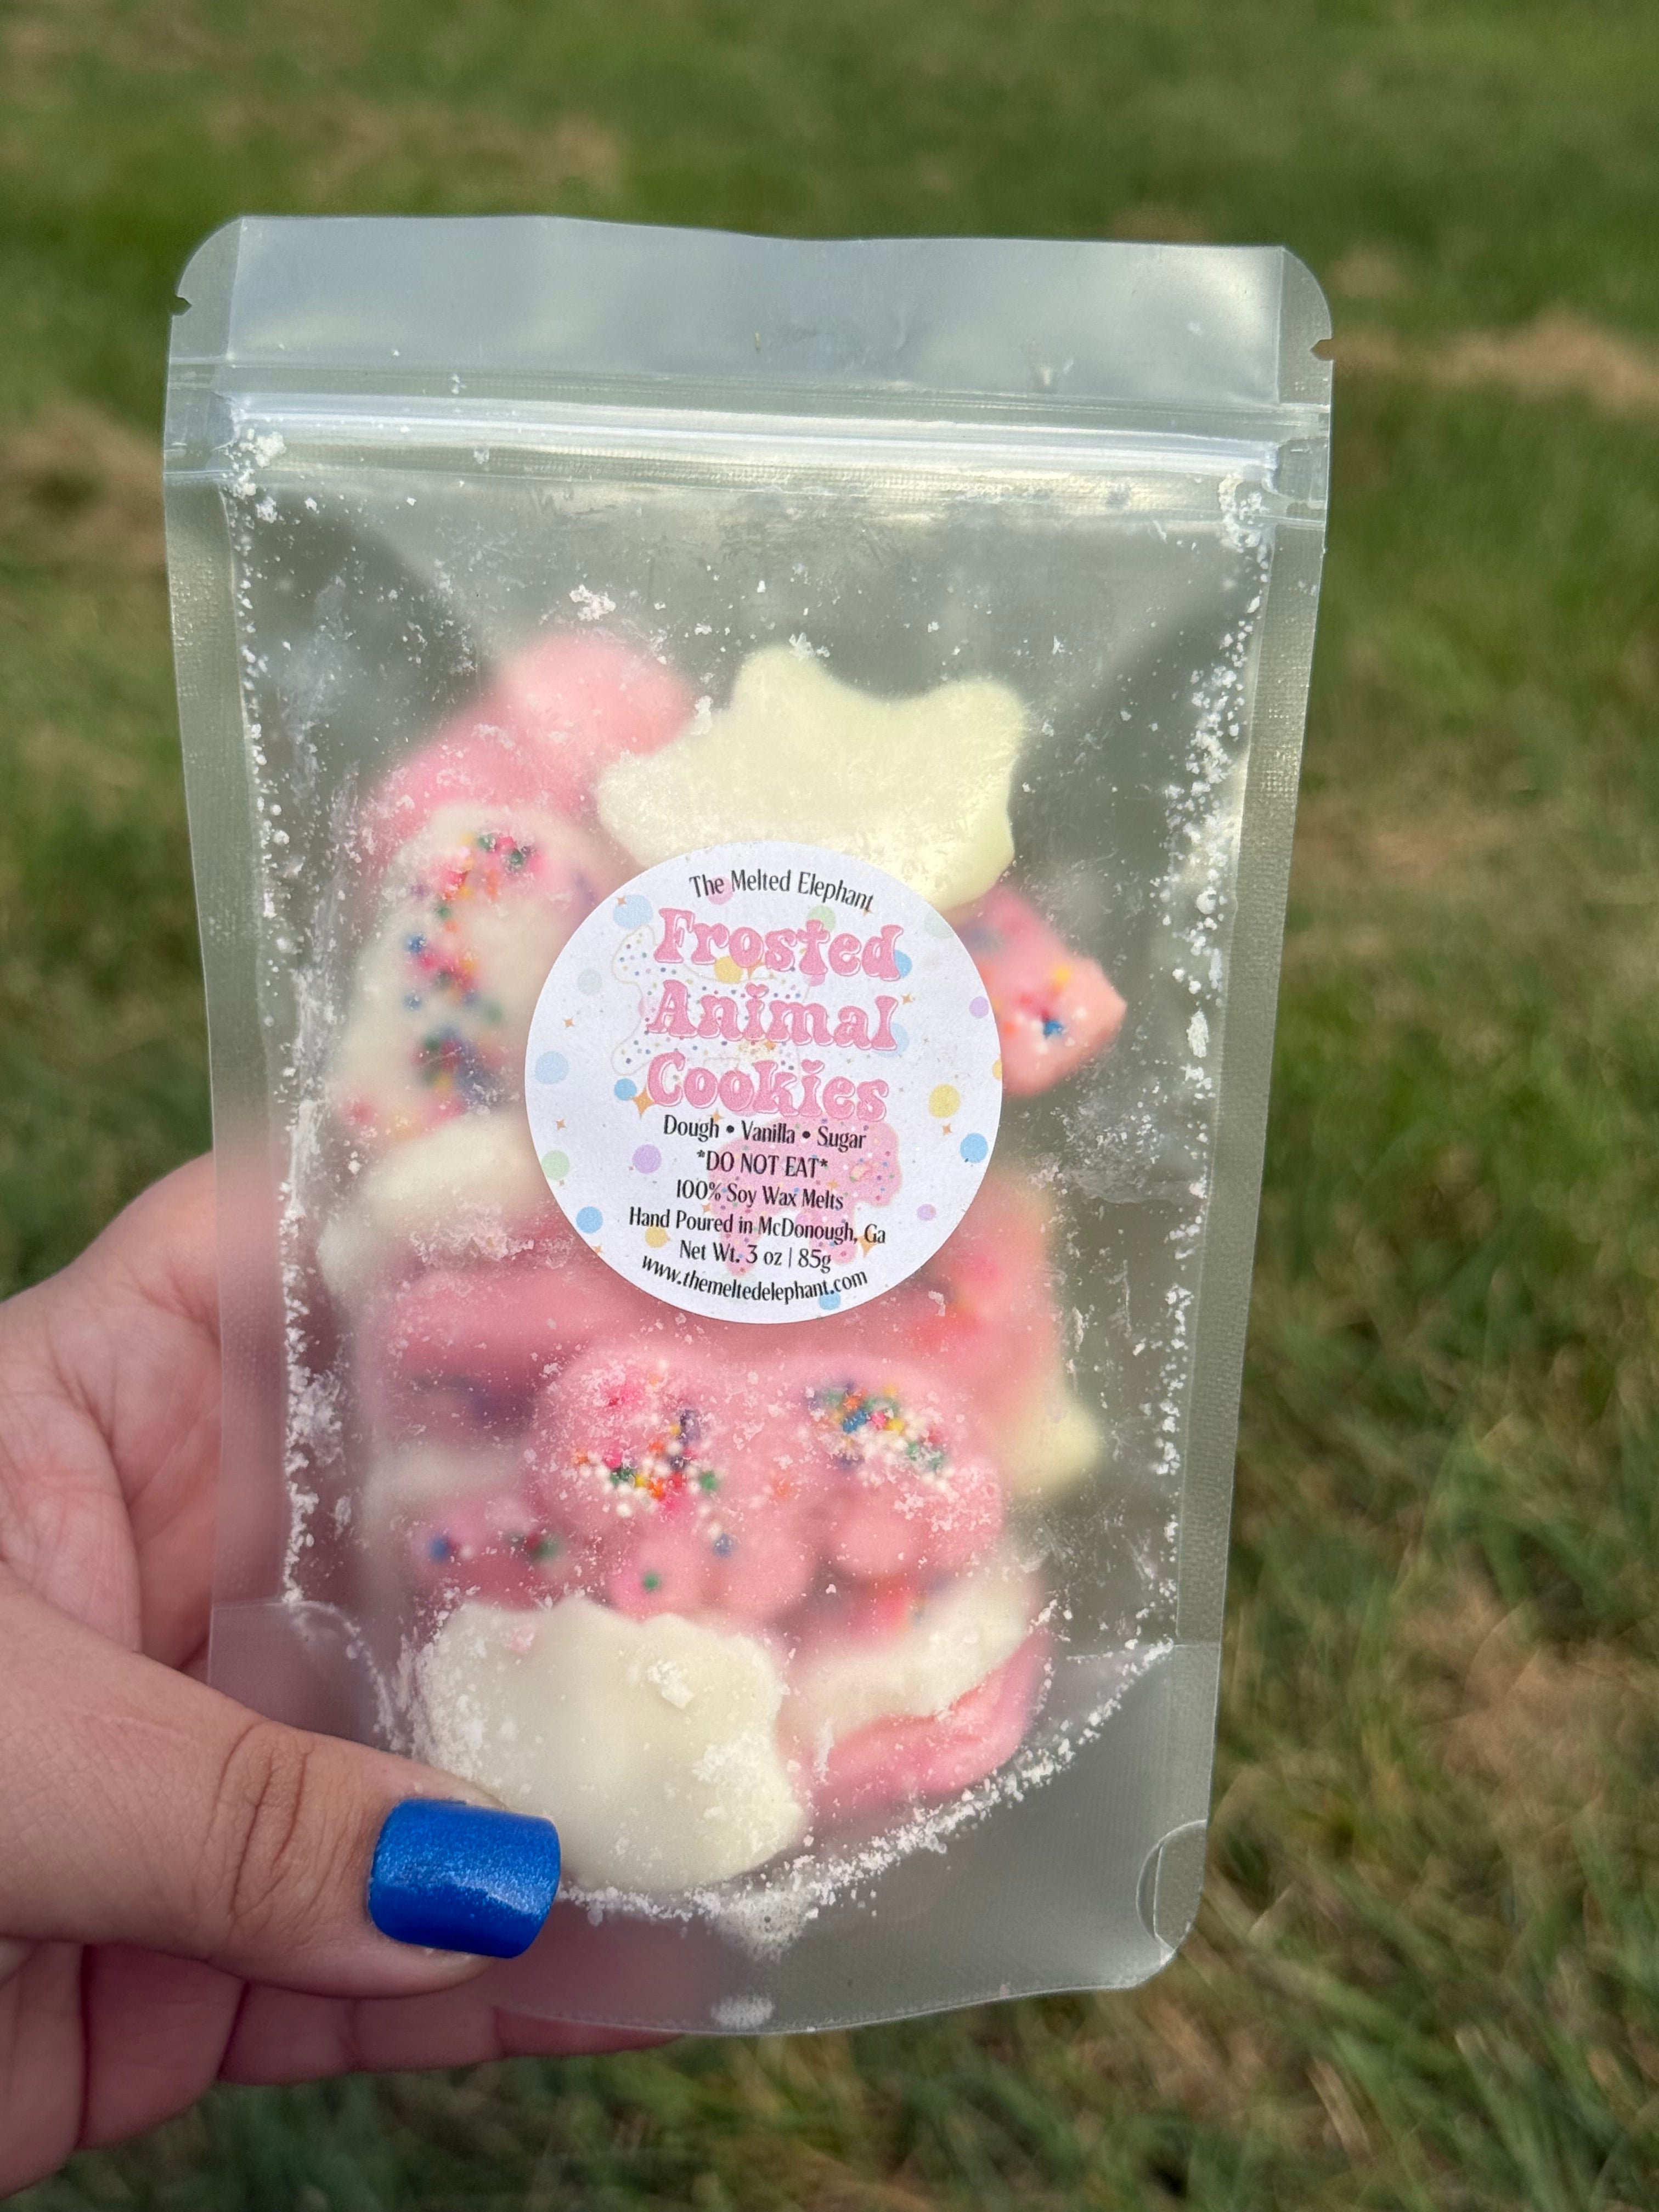 The Melted Elephant
Frosted
Animal
Cookies
Dough • Vanilla • Sugar
*DO NOT EAT*
100% Soy Wax Melts
Hand Poured in McDonough, Ga
Net Wt. 3 oz | 85g
www.themeltedelephant.com